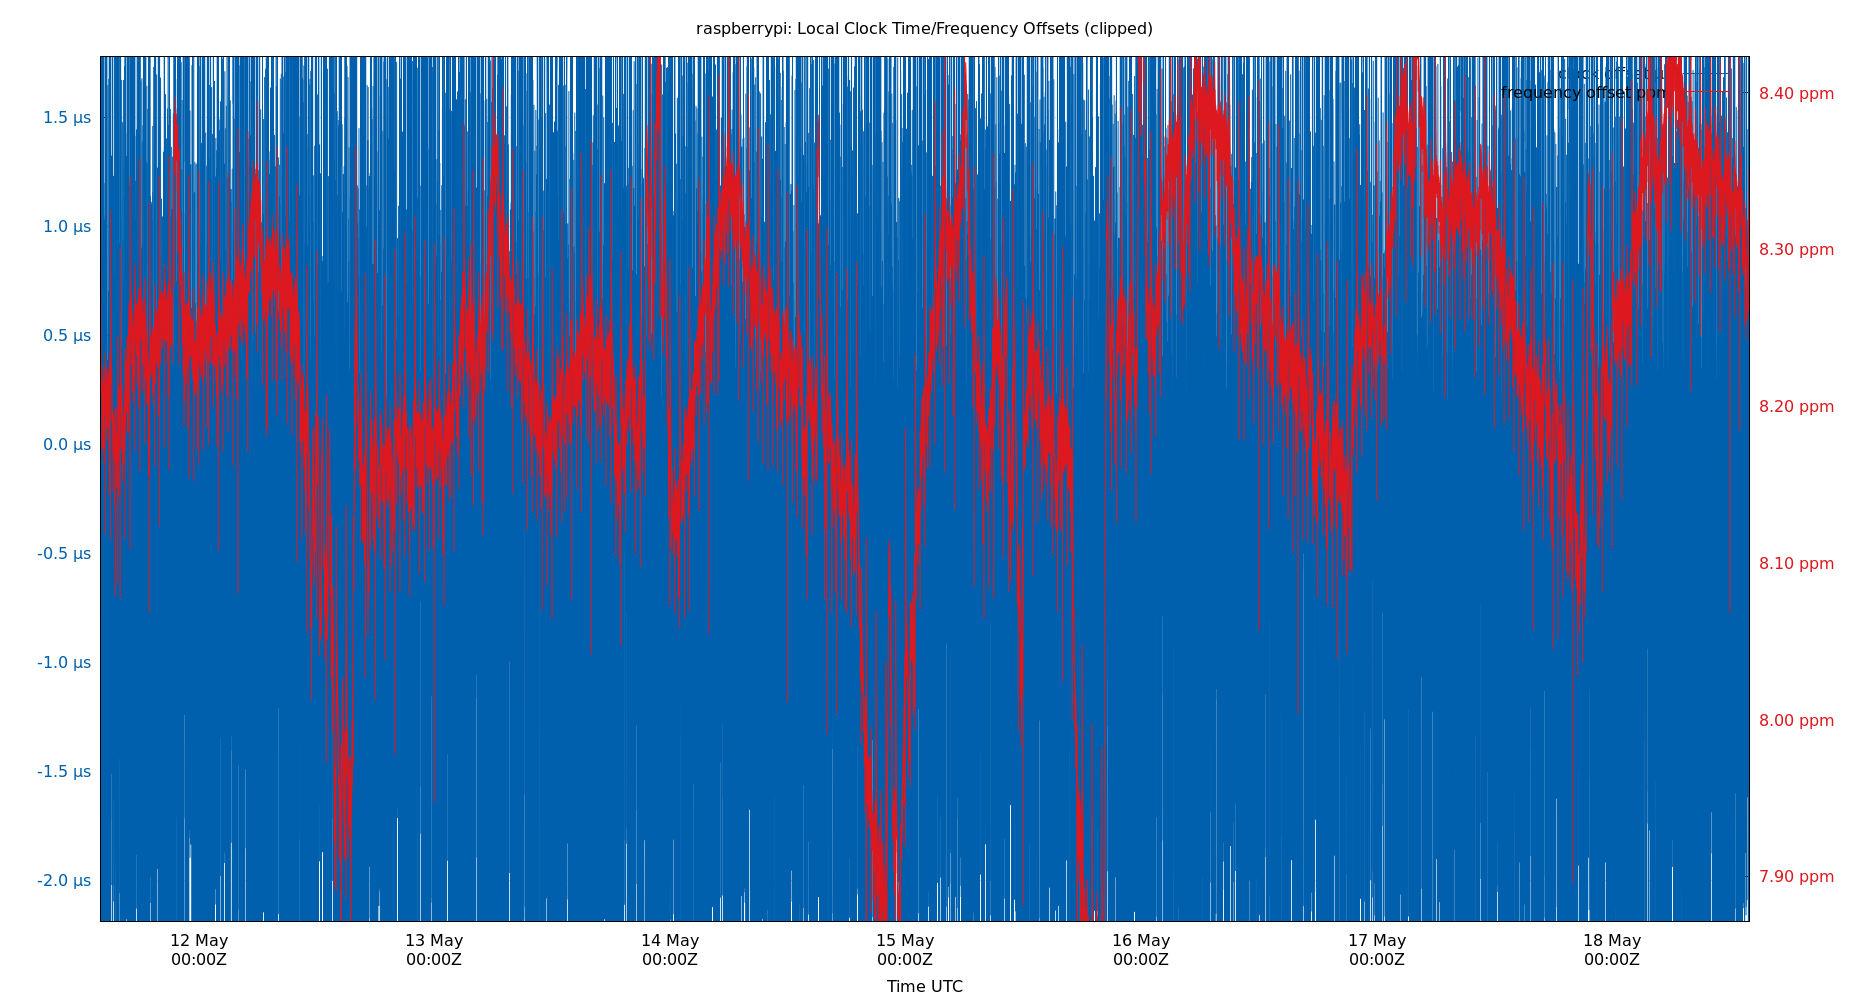 raspberrypi: Local Clock Time/Frequency Offsets (clipped)
clock offset µs
frequency offset ppm
1.5 µs
1.0 µs
0.5 µs
0.0 µs
-0.5 µs
-1.0 µs
-1.5 µs
-2.0 µs
8.40 ppm
8.30 ppm
8.20 ppm
8.10 ppm
8.00 ppm
7.90 ppm
12 May
00:00Z
13 May
00:00Z
14 May
00:00Z
15 May
00:00Z
16 May
00:00Z
17 May
00:00Z
18 May
00:00Z
Time UTC